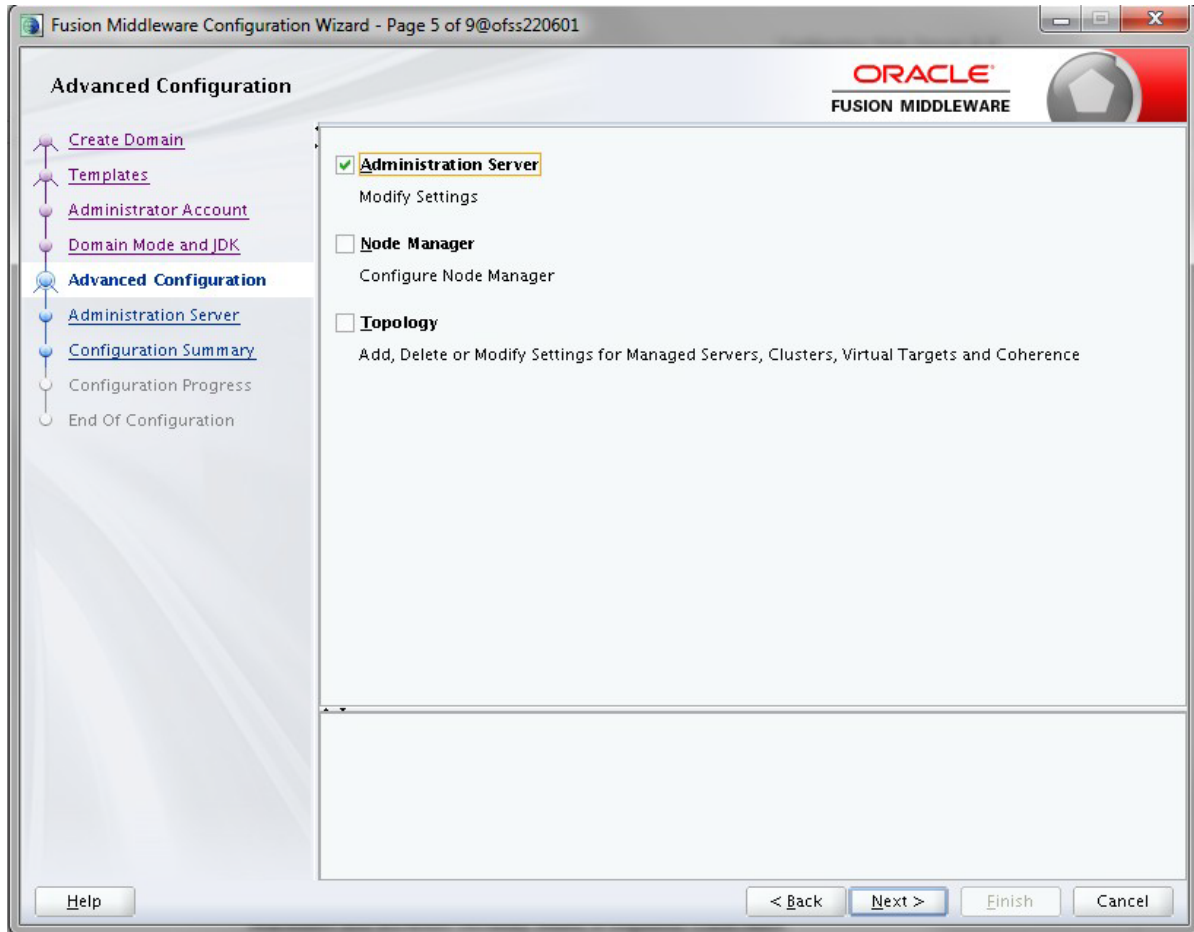 Fusion Middleware Configuration Wizard - Page 5 of 9@ofss220601
Advanced Configuration
ORACLE
FUSION MIDDLEWARE
Create Domain
Templates
Administrator Account
Domain Mode and JDK
Advanced Configuration
Administration Server
Configuration Summary
Configuration Progress
End Of Configuration
Administration Server
Modify Settings
Node Manager
Configure Node Manager
Topology
Add, Delete or Modify Settings for Managed Servers, Clusters, Virtual Targets and Coherence
Help
< Back
Next >
Finish
Cancel